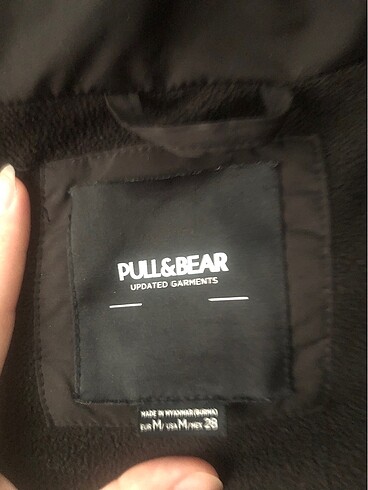 PULL&BEAR
UPDATED GARMENTS
MADE IN MYANMAR (BURMA)
EUR M/ USA M/ MEX 28